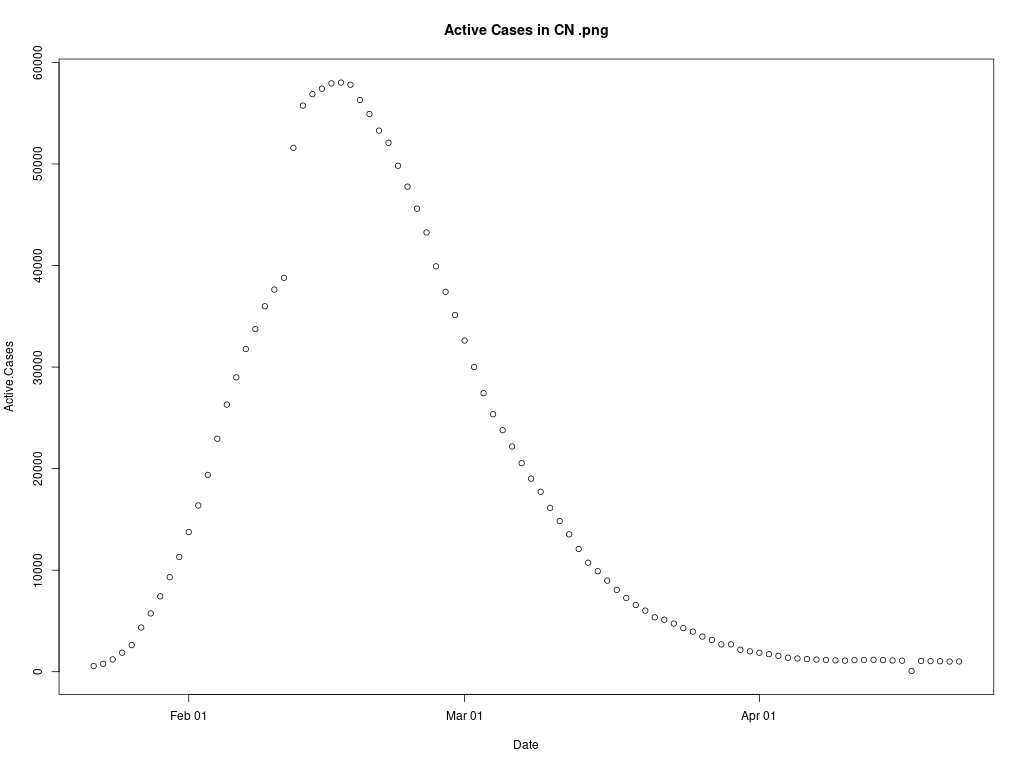 Active Cases in CN .png
60000
50000
40000
30000
20000
10000
0
Active.Cases
Feb 01
Mar 01
Apr 01
Date